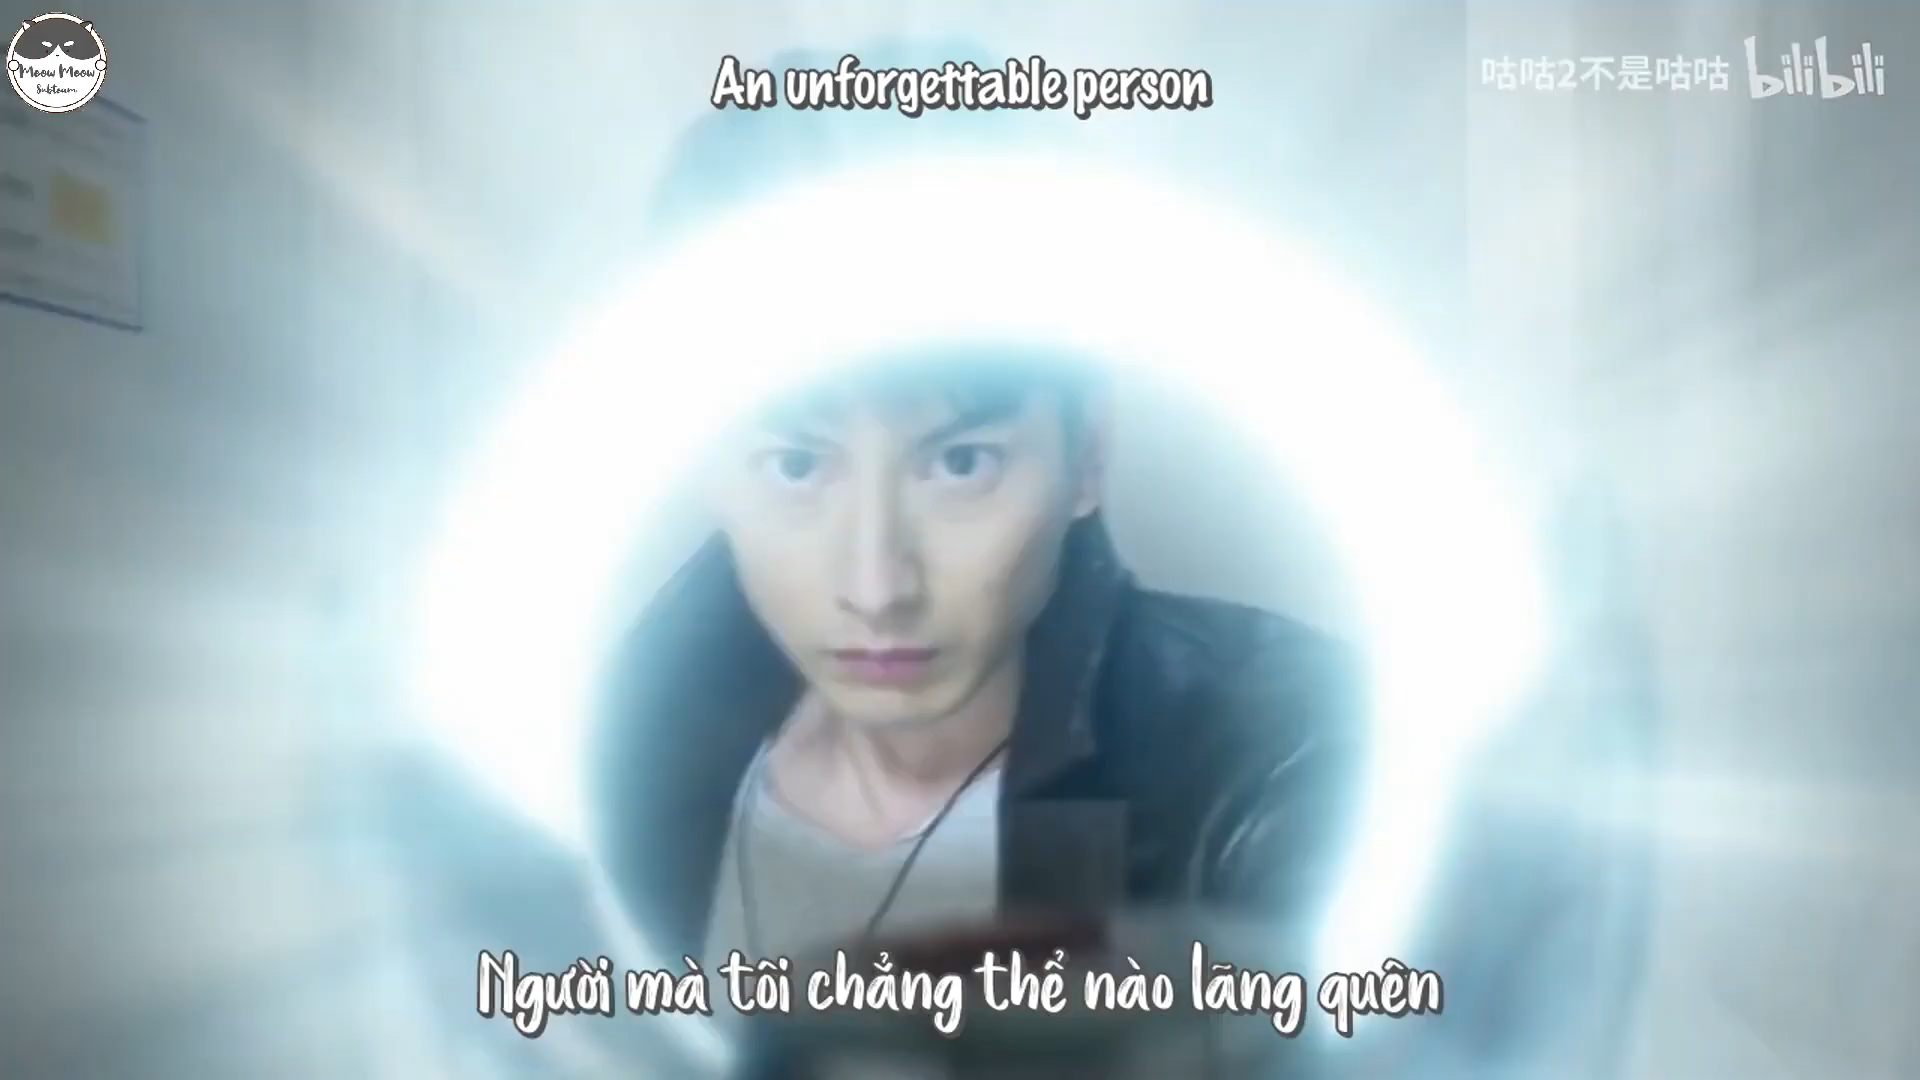 Meow Meow
Subteam
An unforgettable person
咕咕2不是咕咕 bilibili
Người mà tôi chẳng thể nào lãng quên